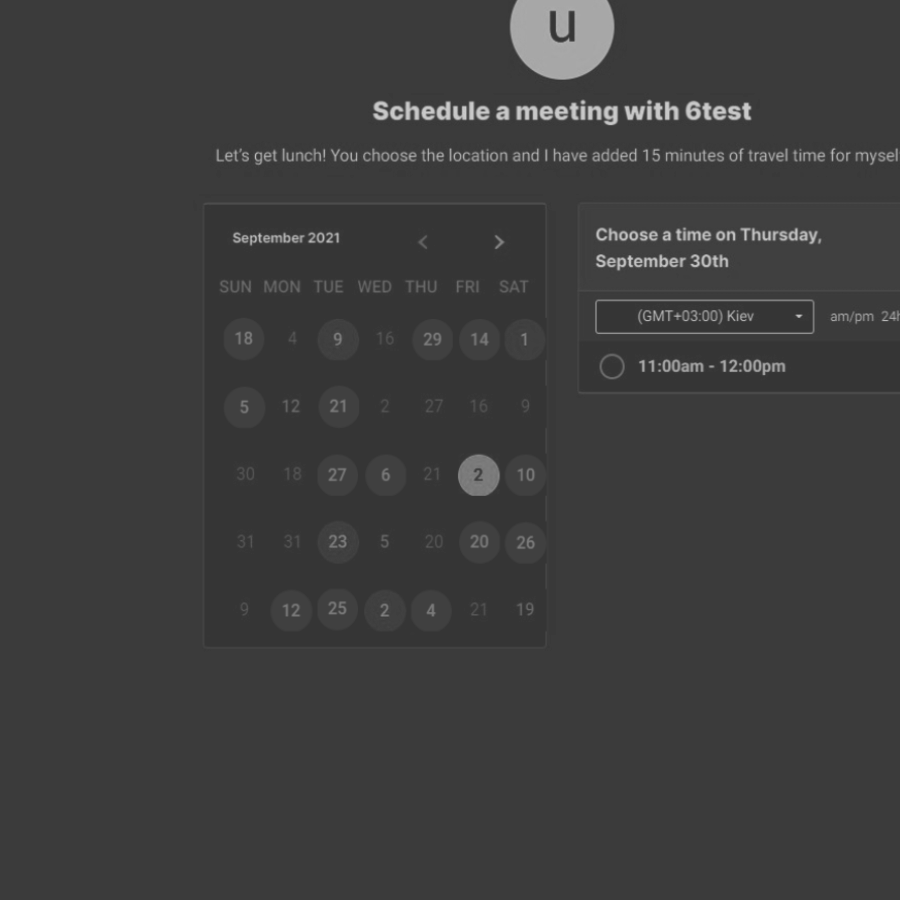 u
Schedule a meeting with 6test
Let's get lunch! You choose the location and I have added 15 minutes of travel time for mysel
September 2021
SUN MON TUE WED THU FRI SAT
18 4 9 16 29 14 1
5 12 21 2 27 16 9
30 18 27 6 21 2 10
31 31 23 5 20 20 26
9 12 25 2 4 21 19
Choose a time on Thursday,
September 30th
(GMT+03:00) Kiev am/pm 24h
11:00am - 12:00pm